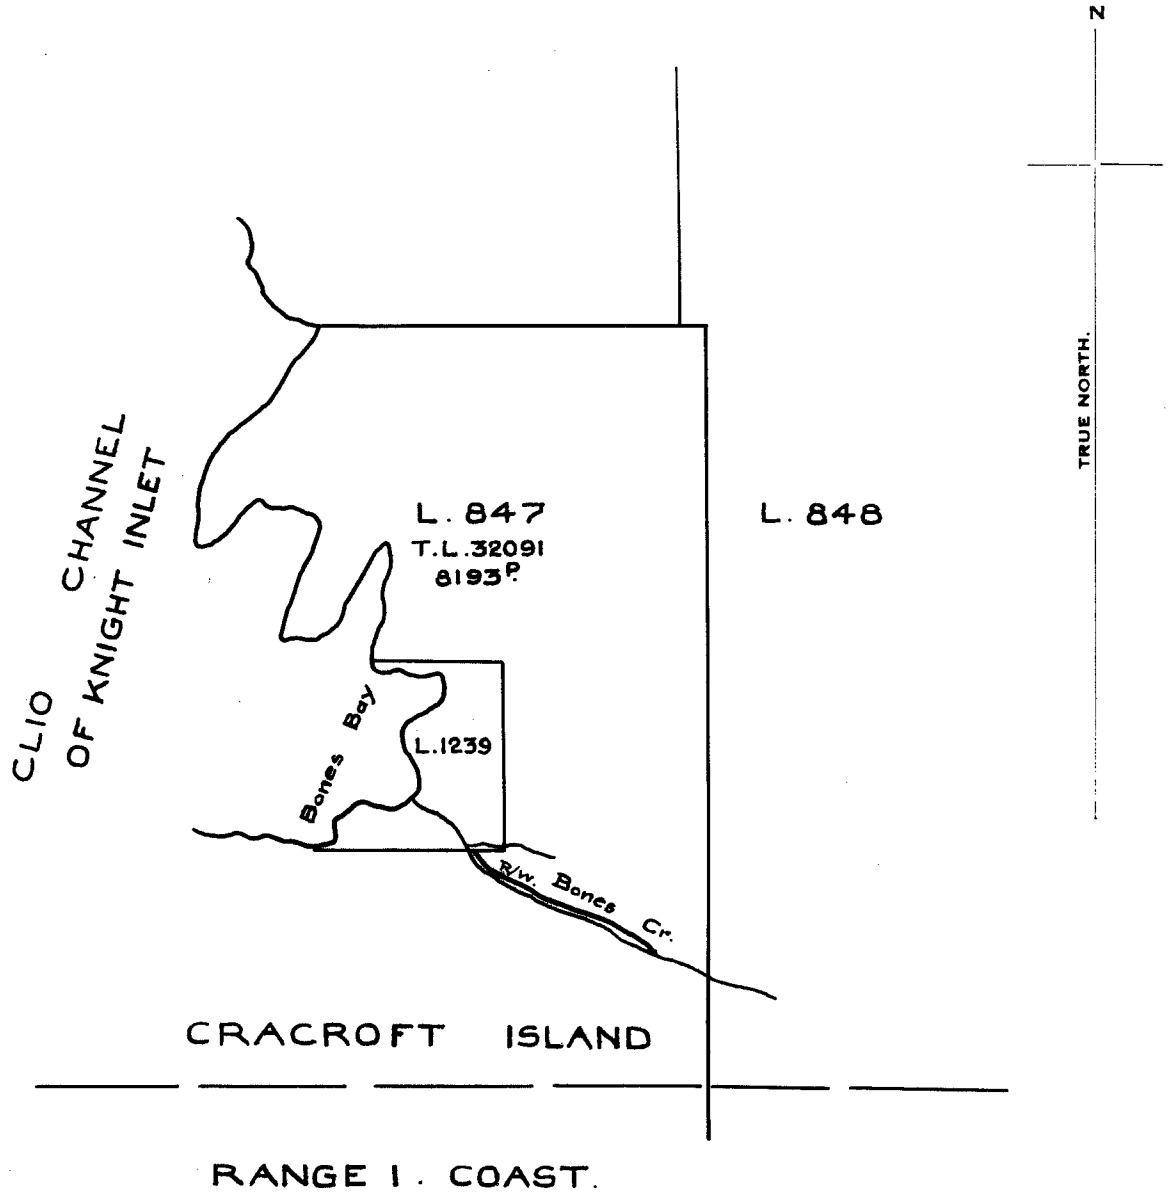 N
TRUE NORTH.
CLIO CHANNEL
OF KNIGHT INLET
L. 847
T.L.32091
8193P.
L. 848
Bones Bay
L.1239
R/W.
Bones Cr.
CRACROFT ISLAND
RANGE 1. COAST.